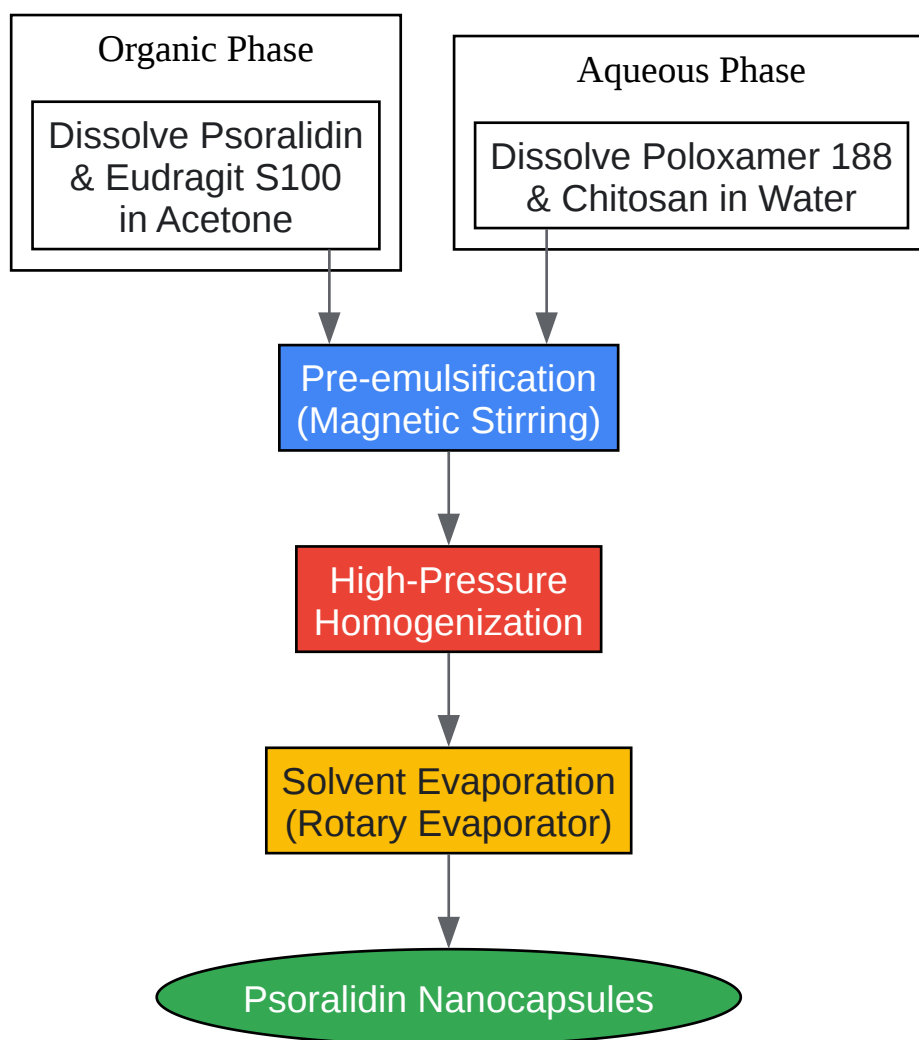 Organic Phase
Dissolve Psoralidin
& Eudragit S100
in Acetone
Aqueous Phase
Dissolve Poloxamer 188
& Chitosan in Water
Pre-emulsification
(Magnetic Stirring)
High-Pressure
Homogenization
Solvent Evaporation
(Rotary Evaporator)
Psoralidin Nanocapsules